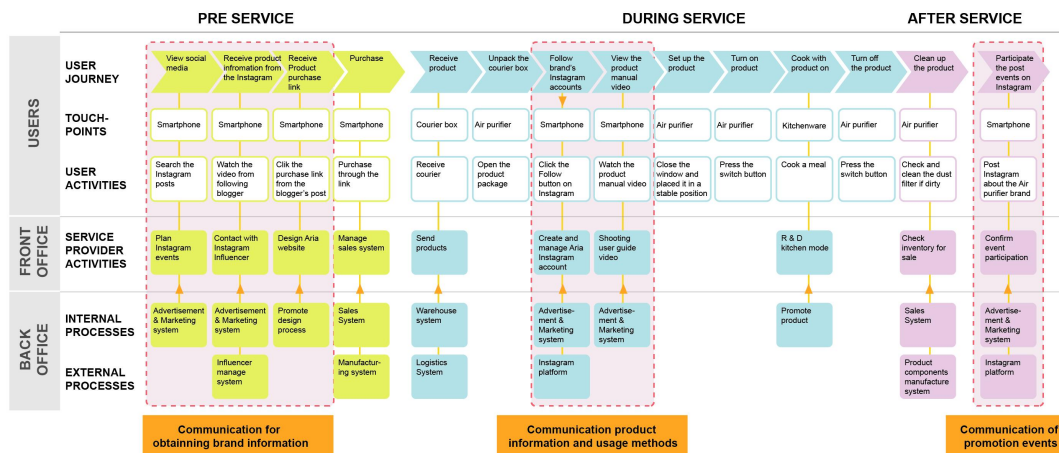 PRE SERVICE
DURING SERVICE
AFTER SERVICE
USERS
USER
JOURNEY
View social
media
Receive product
infromation from
the Instagram
Receive
Product
purchase
link
Purchase
Receive
product
Unpack the
courier box
Follow
brand's
Instagram
accounts
View the
product
manual
video
Set up the
product
Turn on
product
Cook with
product on
Turn off
the product
Clean up
the product
Participate
the post
events on
Instagram
TOUCH-
POINTS
Smartphone
Smartphone
Smartphone
Smartphone
Courier box
Air purifier
Smartphone
Smartphone
Air purifier
Air purifier
Kitchenware
Air purifier
Air purifier
Smartphone
USER
ACTIVITIES
Search the
Instagram
posts
Watch the
video from
following
blogger
Clik the
purchase link
from the
blogger's post
Purchase
through the
link
Receive
courier
Open the
product
package
Click the
Follow
button on
Instagram
Watch the
product
manual video
Close the
window and
placed it in a
stable position
Press the
switch button
Cook a meal
Press the
switch button
Check and
clean the dust
filter if dirty
Post
Instagram
about the Air
purifier brand
FRONT
OFFICE
SERVICE
PROVIDER
ACTIVITIES
Plan
Instagram
events
Contact with
Instagram
Influencer
Design Aria
website
Manage
sales system
Send
products
Create and
manage Aria
Instagram
account
Shooting
user guide
video
R & D
kitchen mode
Check
inventory for
sale
Confirm
event
participation
BACK
OFFICE
INTERNAL
PROCESSES
Advertisement
& Marketing
system
Advertisement
& Marketing
system
Promote
design
process
Sales
System
Warehouse
system
Advertise-
ment &
Marketing
system
Advertise-
ment &
Marketing
system
Promote
product
Sales
System
Advertise-
ment &
Marketing
system
EXTERNAL
PROCESSES
Influencer
manage
system
Manufactur-
ing system
Logistics
System
Instagram
platform
Product
components
manufacture
system
Instagram
platform
Communication for
obtainning brand information
Communication product
information and usage methods
Communication of
promotion events